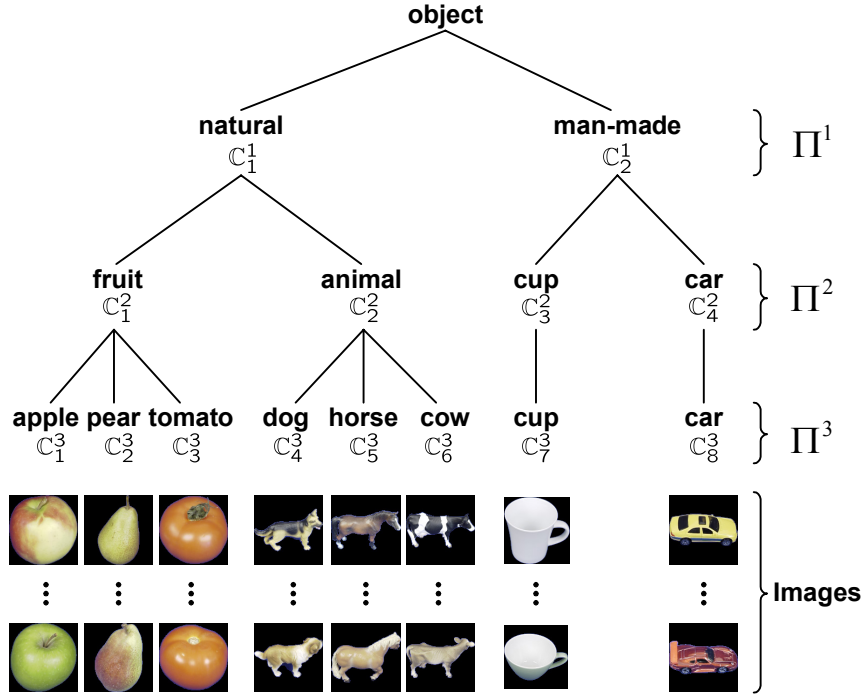 object
natural man-made
ℂ₁¹ ℂ₂¹ Π¹
fruit animal cup car
ℂ₁² ℂ₂² ℂ₃² ℂ₄² Π²
apple pear tomato dog horse cow cup car
ℂ₁³ ℂ₂³ ℂ₃³ ℂ₄³ ℂ₅³ ℂ₆³ ℂ₇³ ℂ₈³ Π³
Images